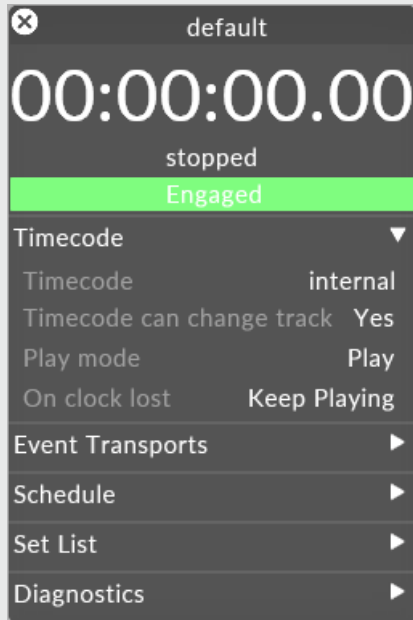 default
00:00:00.00
stopped
Engaged
Timecode
Timecode internal
Timecode can change track Yes
Play mode Play
On clock lost Keep Playing
Event Transports
Schedule
Set List
Diagnostics